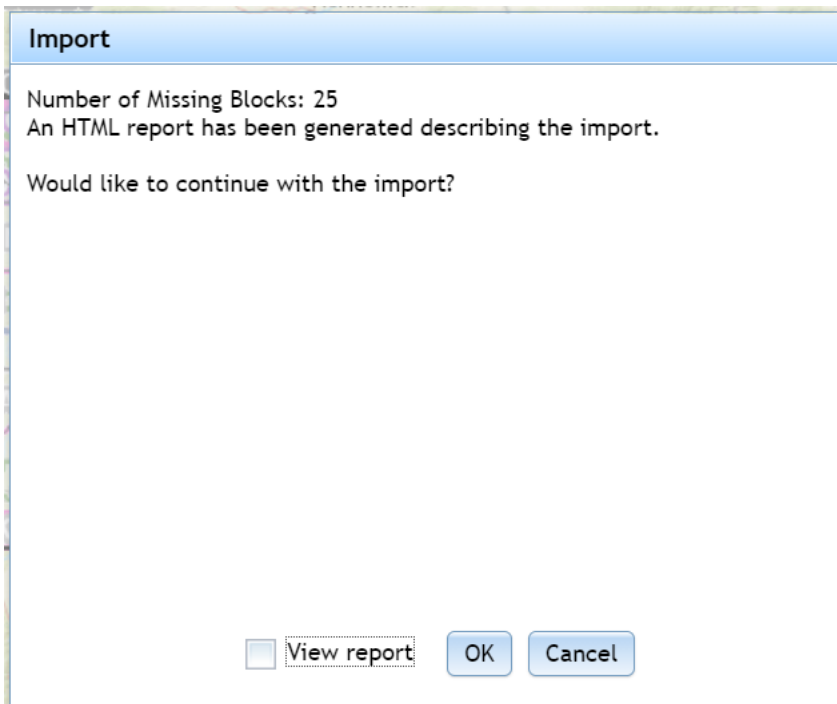 Import
Number of Missing Blocks: 25
An HTML report has been generated describing the import.
Would like to continue with the import?
View report
OK
Cancel